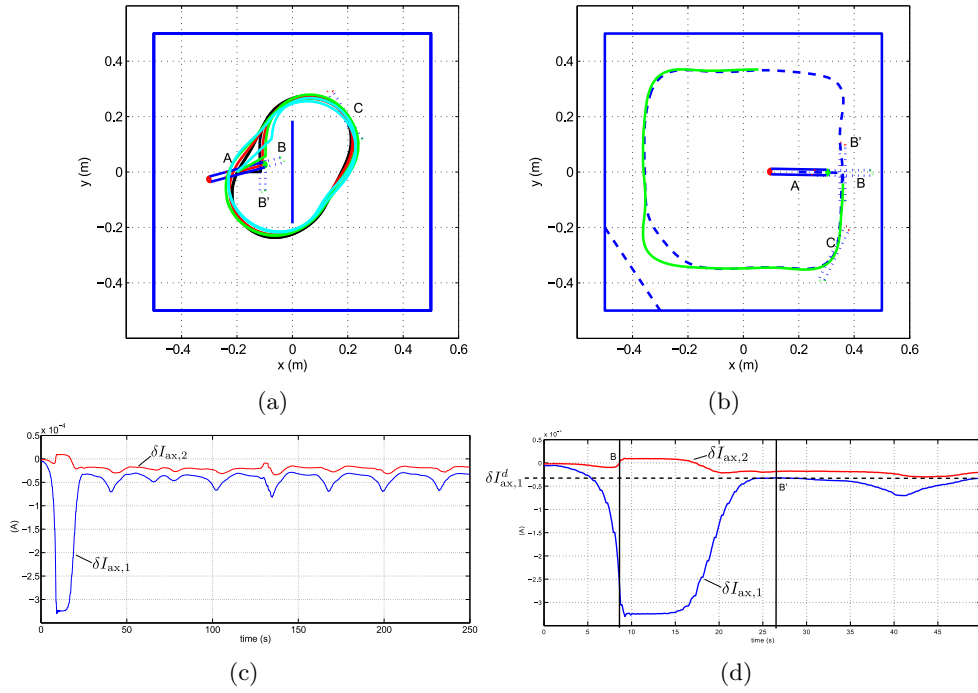 0.4
0.2
0
−0.2
−0.4
y (m)
A
B
B'
C
−0.4 −0.2 0 0.2 0.4 0.6
x (m)
(a)
0.4
0.2
0
−0.2
−0.4
y (m)
A
B'
B
C
−0.4 −0.2 0 0.2 0.4 0.6
x (m)
(b)
x 10⁻⁴
0.5
0
−0.5
−1
−1.5
−2
−2.5
−3
(A)
δI_ax,2
δI_ax,1
0 50 100 150 200 250
time (s)
(c)
0.5
0
−0.5
−1
−1.5
−2
−2.5
−3
(A)
δI^d_ax,1
B
δI_ax,2
B'
δI_ax,1
0 5 10 15 20 25 30 35 40 45
time (s)
(d)